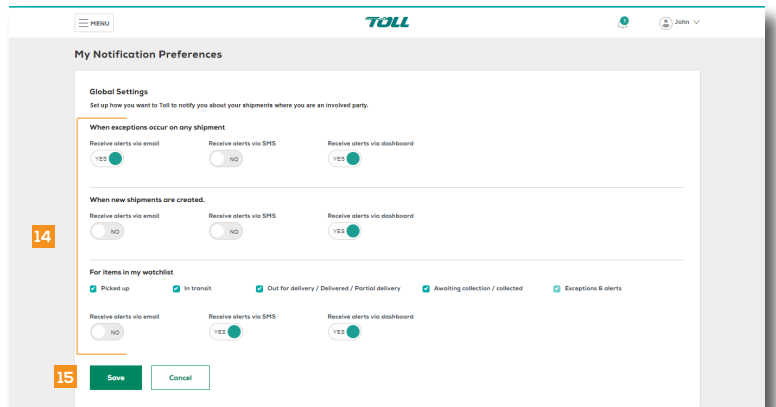 MENU
TOLL
1
John
My Notification Preferences
Global Settings
Set up how you want to Toll to notify you about your shipments where you are an involved party.
When exceptions occur on any shipment
Receive alerts via email Receive alerts via SMS Receive alerts via dashboard
YES NO YES
When new shipments are created.
Receive alerts via email Receive alerts via SMS Receive alerts via dashboard
NO NO YES
14
For items in my watchlist
Picked up In transit Out for delivery / Delivered / Partial delivery Awaiting collection / collected Exceptions & alerts
Receive alerts via email Receive alerts via SMS Receive alerts via dashboard
NO YES YES
15
Save Cancel